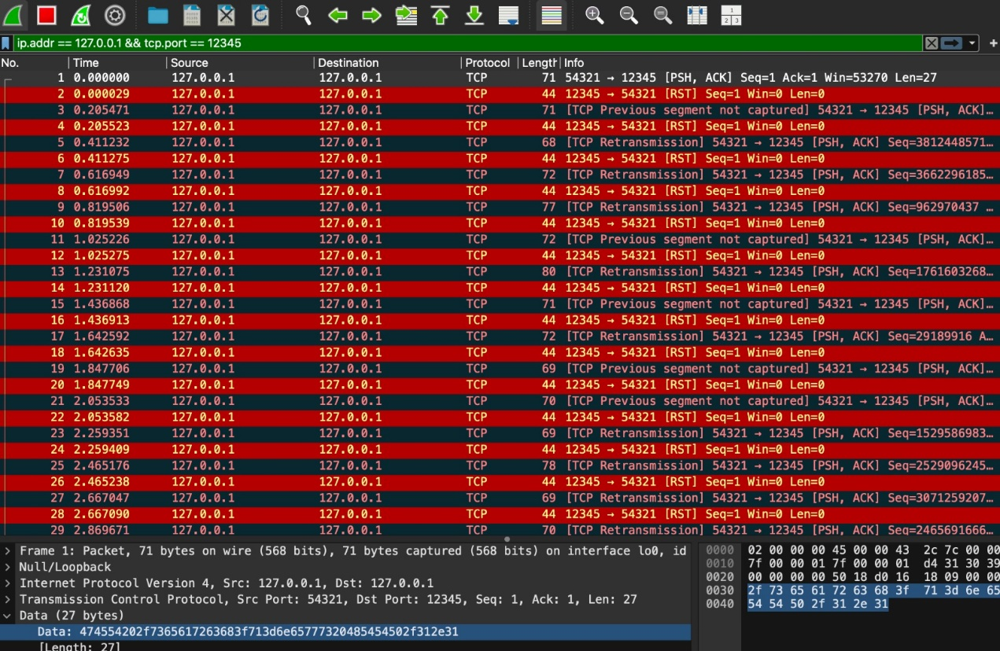 ip.addr == 127.0.0.1 && tcp.port == 12345
No. Time Source Destination Protocol Length Info
1 0.000000 127.0.0.1 127.0.0.1 TCP 71 54321 → 12345 [PSH, ACK] Seq=1 Ack=1 Win=53270 Len=27
2 0.000029 127.0.0.1 127.0.0.1 TCP 44 12345 → 54321 [RST] Seq=1 Win=0 Len=0
3 0.205471 127.0.0.1 127.0.0.1 TCP 71 [TCP Previous segment not captured] 54321 → 12345 [PSH, ACK]…
4 0.205523 127.0.0.1 127.0.0.1 TCP 44 12345 → 54321 [RST] Seq=1 Win=0 Len=0
5 0.411232 127.0.0.1 127.0.0.1 TCP 68 [TCP Retransmission] 54321 → 12345 [PSH, ACK] Seq=3812448571…
6 0.411275 127.0.0.1 127.0.0.1 TCP 44 12345 → 54321 [RST] Seq=1 Win=0 Len=0
7 0.616949 127.0.0.1 127.0.0.1 TCP 72 [TCP Retransmission] 54321 → 12345 [PSH, ACK] Seq=3662296185…
8 0.616992 127.0.0.1 127.0.0.1 TCP 44 12345 → 54321 [RST] Seq=1 Win=0 Len=0
9 0.819506 127.0.0.1 127.0.0.1 TCP 77 [TCP Retransmission] 54321 → 12345 [PSH, ACK] Seq=962970437 …
10 0.819539 127.0.0.1 127.0.0.1 TCP 44 12345 → 54321 [RST] Seq=1 Win=0 Len=0
11 1.025226 127.0.0.1 127.0.0.1 TCP 72 [TCP Previous segment not captured] 54321 → 12345 [PSH, ACK]…
12 1.025275 127.0.0.1 127.0.0.1 TCP 44 12345 → 54321 [RST] Seq=1 Win=0 Len=0
13 1.231075 127.0.0.1 127.0.0.1 TCP 80 [TCP Retransmission] 54321 → 12345 [PSH, ACK] Seq=1761603268…
14 1.231120 127.0.0.1 127.0.0.1 TCP 44 12345 → 54321 [RST] Seq=1 Win=0 Len=0
15 1.436868 127.0.0.1 127.0.0.1 TCP 71 [TCP Previous segment not captured] 54321 → 12345 [PSH, ACK]…
16 1.436913 127.0.0.1 127.0.0.1 TCP 44 12345 → 54321 [RST] Seq=1 Win=0 Len=0
17 1.642592 127.0.0.1 127.0.0.1 TCP 72 [TCP Retransmission] 54321 → 12345 [PSH, ACK] Seq=29189916 A…
18 1.642635 127.0.0.1 127.0.0.1 TCP 44 12345 → 54321 [RST] Seq=1 Win=0 Len=0
19 1.847706 127.0.0.1 127.0.0.1 TCP 69 [TCP Previous segment not captured] 54321 → 12345 [PSH, ACK]…
20 1.847749 127.0.0.1 127.0.0.1 TCP 44 12345 → 54321 [RST] Seq=1 Win=0 Len=0
21 2.053533 127.0.0.1 127.0.0.1 TCP 70 [TCP Previous segment not captured] 54321 → 12345 [PSH, ACK]…
22 2.053582 127.0.0.1 127.0.0.1 TCP 44 12345 → 54321 [RST] Seq=1 Win=0 Len=0
23 2.259351 127.0.0.1 127.0.0.1 TCP 69 [TCP Retransmission] 54321 → 12345 [PSH, ACK] Seq=1529586983…
24 2.259409 127.0.0.1 127.0.0.1 TCP 44 12345 → 54321 [RST] Seq=1 Win=0 Len=0
25 2.465176 127.0.0.1 127.0.0.1 TCP 78 [TCP Retransmission] 54321 → 12345 [PSH, ACK] Seq=2529096245…
26 2.465238 127.0.0.1 127.0.0.1 TCP 44 12345 → 54321 [RST] Seq=1 Win=0 Len=0
27 2.667047 127.0.0.1 127.0.0.1 TCP 69 [TCP Retransmission] 54321 → 12345 [PSH, ACK] Seq=3071259207…
28 2.667090 127.0.0.1 127.0.0.1 TCP 44 12345 → 54321 [RST] Seq=1 Win=0 Len=0
29 2.869671 127.0.0.1 127.0.0.1 TCP 70 [TCP Retransmission] 54321 → 12345 [PSH, ACK] Seq=2465691666…
Frame 1: Packet, 71 bytes on wire (568 bits), 71 bytes captured (568 bits) on interface lo0, id
Null/Loopback
Internet Protocol Version 4, Src: 127.0.0.1, Dst: 127.0.0.1
Transmission Control Protocol, Src Port: 54321, Dst Port: 12345, Seq: 1, Ack: 1, Len: 27
Data (27 bytes)
Data: 474554202f7365617263683f713d6e65777320485454502f312e31
[Length: 27]
0000 02 00 00 00 45 00 00 43 2c 7c 00 00
0010 7f 00 00 01 7f 00 00 01 d4 31 30 39
0020 00 00 00 00 50 18 d0 16 18 09 00 00
0030 2f 73 65 61 72 63 68 3f 71 3d 6e 65
0040 54 54 50 2f 31 2e 31